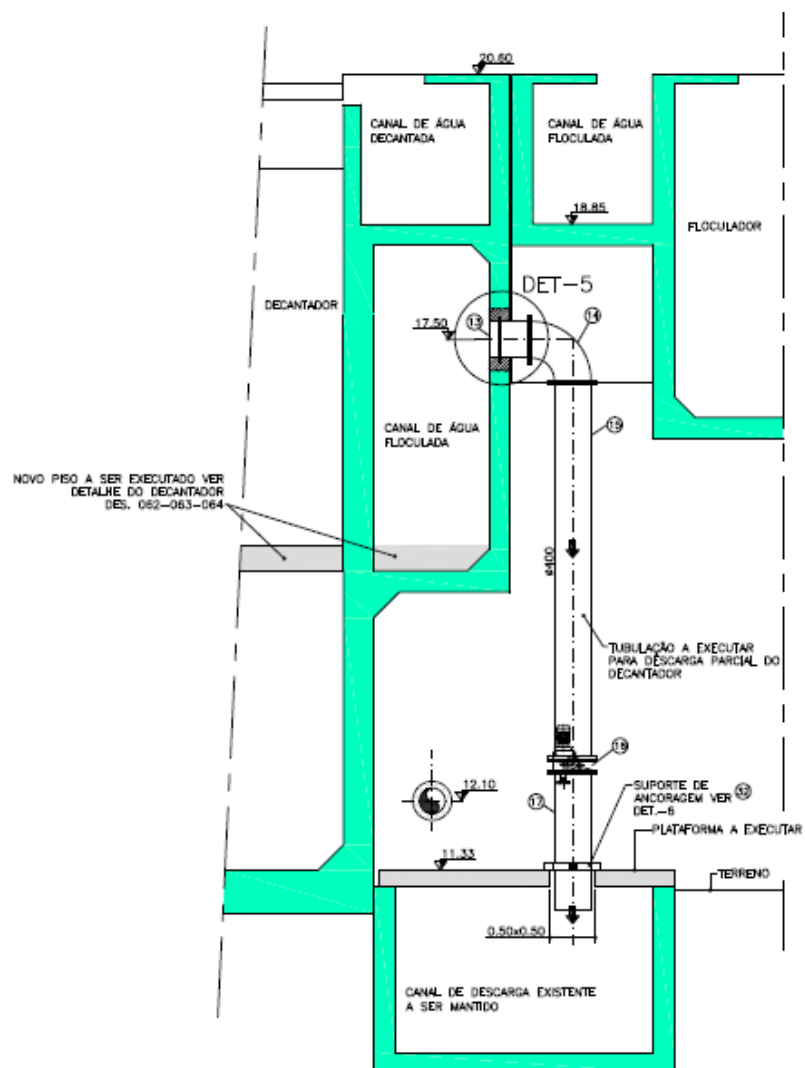 20.60
CANAL DE ÁGUA
DECANTADA
CANAL DE ÁGUA
FLOCULADA
18.85
FLOCULADOR
DET-5
DECANTADOR
17.50
13
14
CANAL DE ÁGUA
FLOCULADA
15
NOVO PISO A SER EXECUTADO VER
DETALHE DO DECANTADOR
DES. 062-063-064
ø400
TUBULAÇÃO A EXECUTAR
PARA DESCARGA PARCIAL DO
DECANTADOR
12.10
17
SUPORTE DE
ANCORAGEM VER
DET.-6
32
PLATAFORMA A EXECUTAR
11.33
TERRENO
0.50x0.50
CANAL DE DESCARGA EXISTENTE
A SER MANTIDO